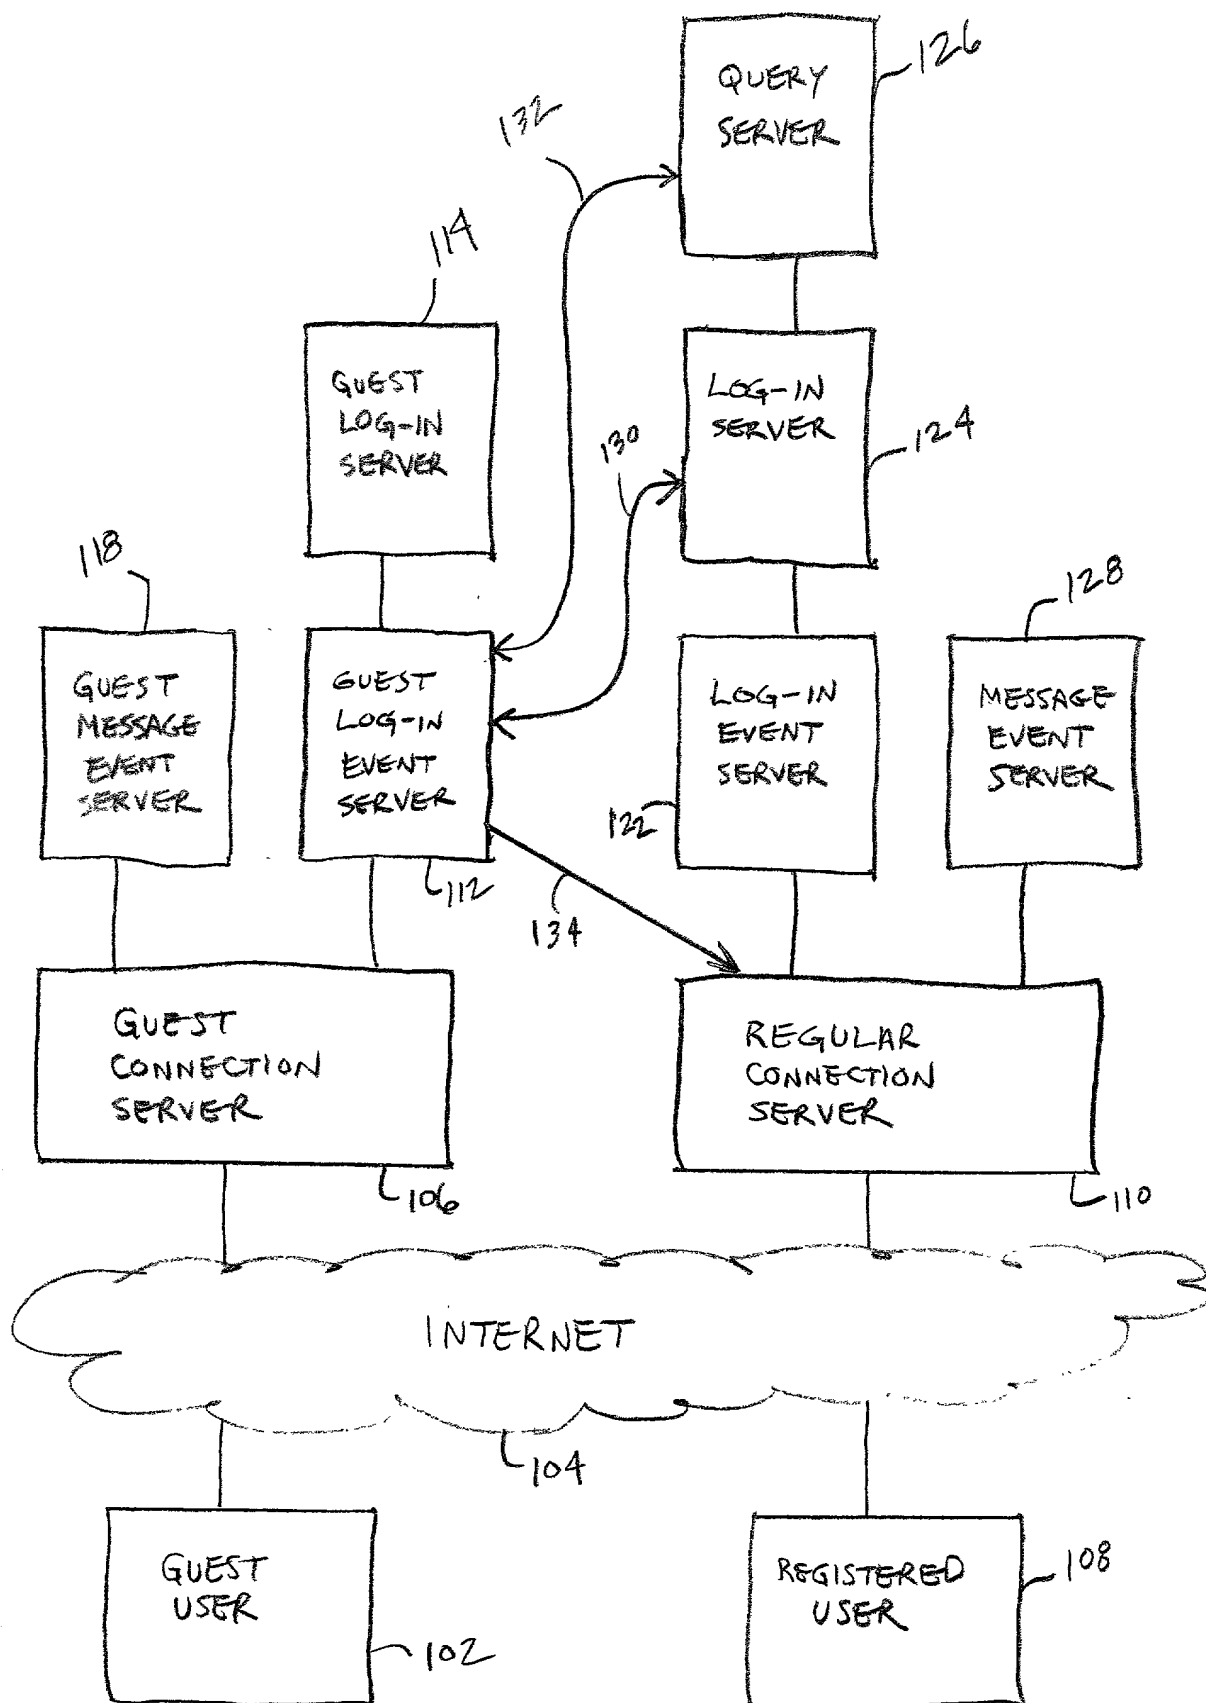 126
QUERY
SERVER
132
114
GUEST
LOG-IN
SERVER
LOG-IN
SERVER
124
130
118
128
GUEST
MESSAGE
EVENT
SERVER
GUEST
LOG-IN
EVENT
SERVER
LOG-IN
EVENT
SERVER
MESSAGE
EVENT
SERVER
122
112
134
GUEST
CONNECTION
SERVER
REGULAR
CONNECTION
SERVER
106
110
INTERNET
104
GUEST
USER
102
REGISTERED
USER
108